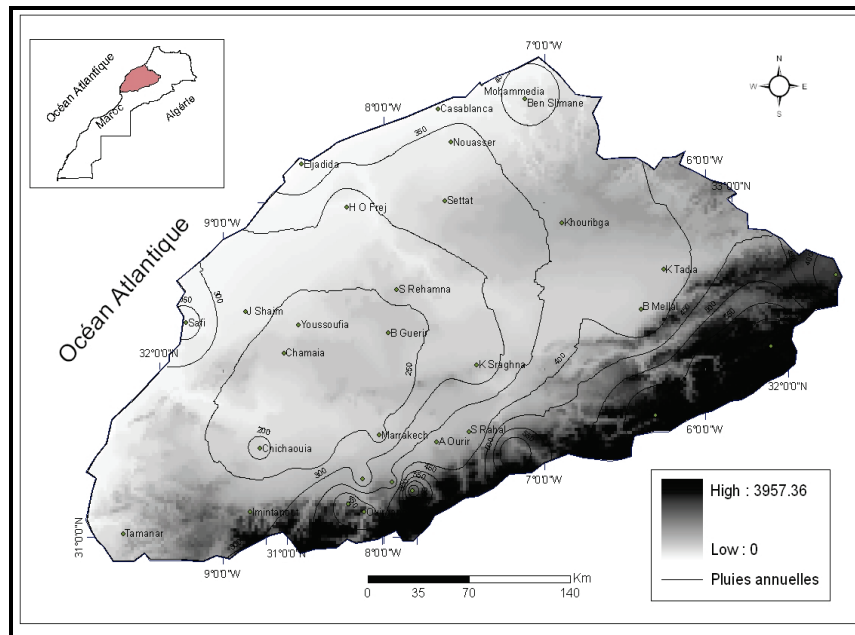 Océan Atlantique
Maroc
Algérie
7°0'0"W
N
W E
S
Mohammedia
Ben Slimane
8°0'0"W
Casablanca
350
Nouasser
6°0'0"W
Eljadida
33°0'0"N
H O Frej
Settat
9°0'0"W
Khouribga
Océan Atlantique
K Tadla
400
S Rehamna
350
300
J Shaim
B Mellal
Safi
Youssoufia
B Guerir
Chamaia
32°0'0"N
250
K Sraghna
400
32°0'0"N
200
Marrakech
S Rahal
6°0'0"W
Chichaouia
A Ourir
300
450
7°0'0"W
High : 3957.36
Low : 0
Pluies annuelles
31°0'0"N
Tamanar
31°0'0"N
8°0'0"W
9°0'0"W
Km
0 35 70 140